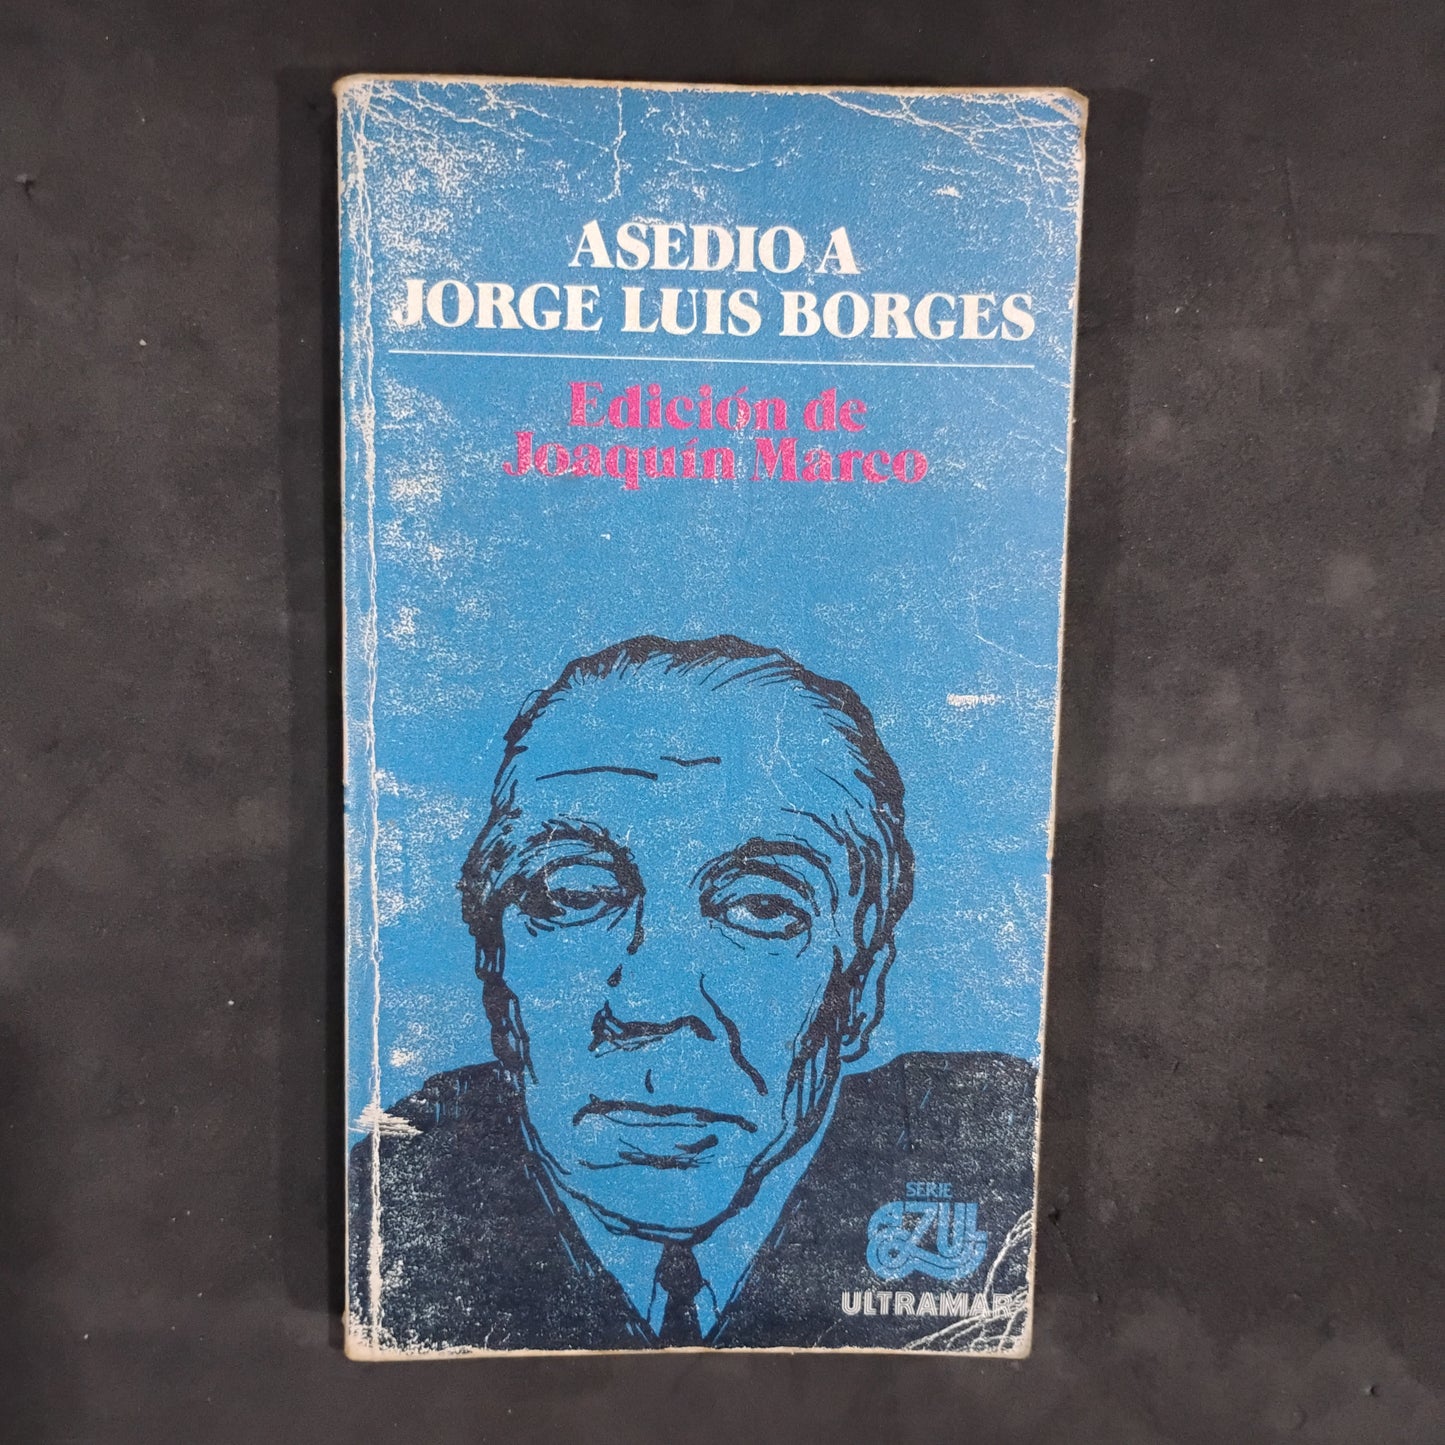 ASEDIO A
JORGE LUIS BORGES
Edición de
Joaquín Marco
SERIE
AZUL
ULTRAMAR